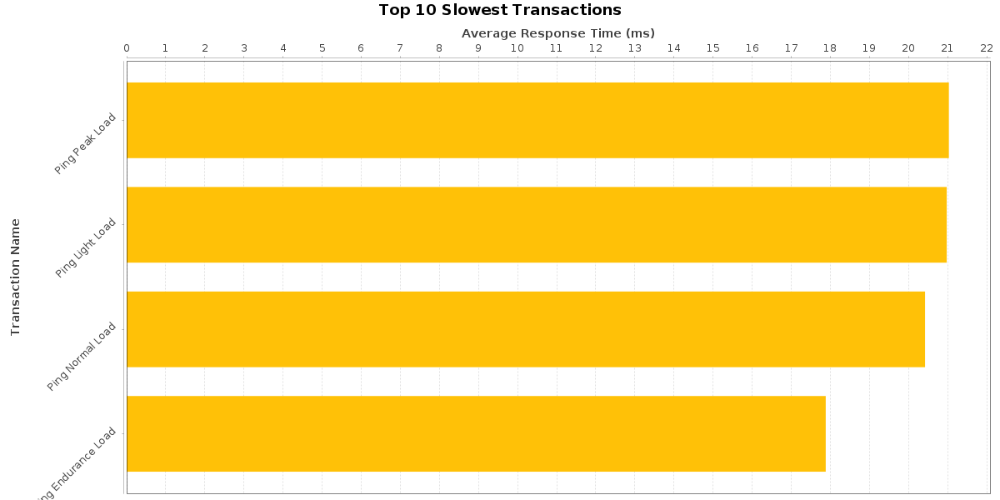 Top 10 Slowest Transactions
Average Response Time (ms)
0 1 2 3 4 5 6 7 8 9 10 11 12 13 14 15 16 17 18 19 20 21 22
Transaction Name
Ping Peak Load
Ping Light Load
Ping Normal Load
Endurance Load